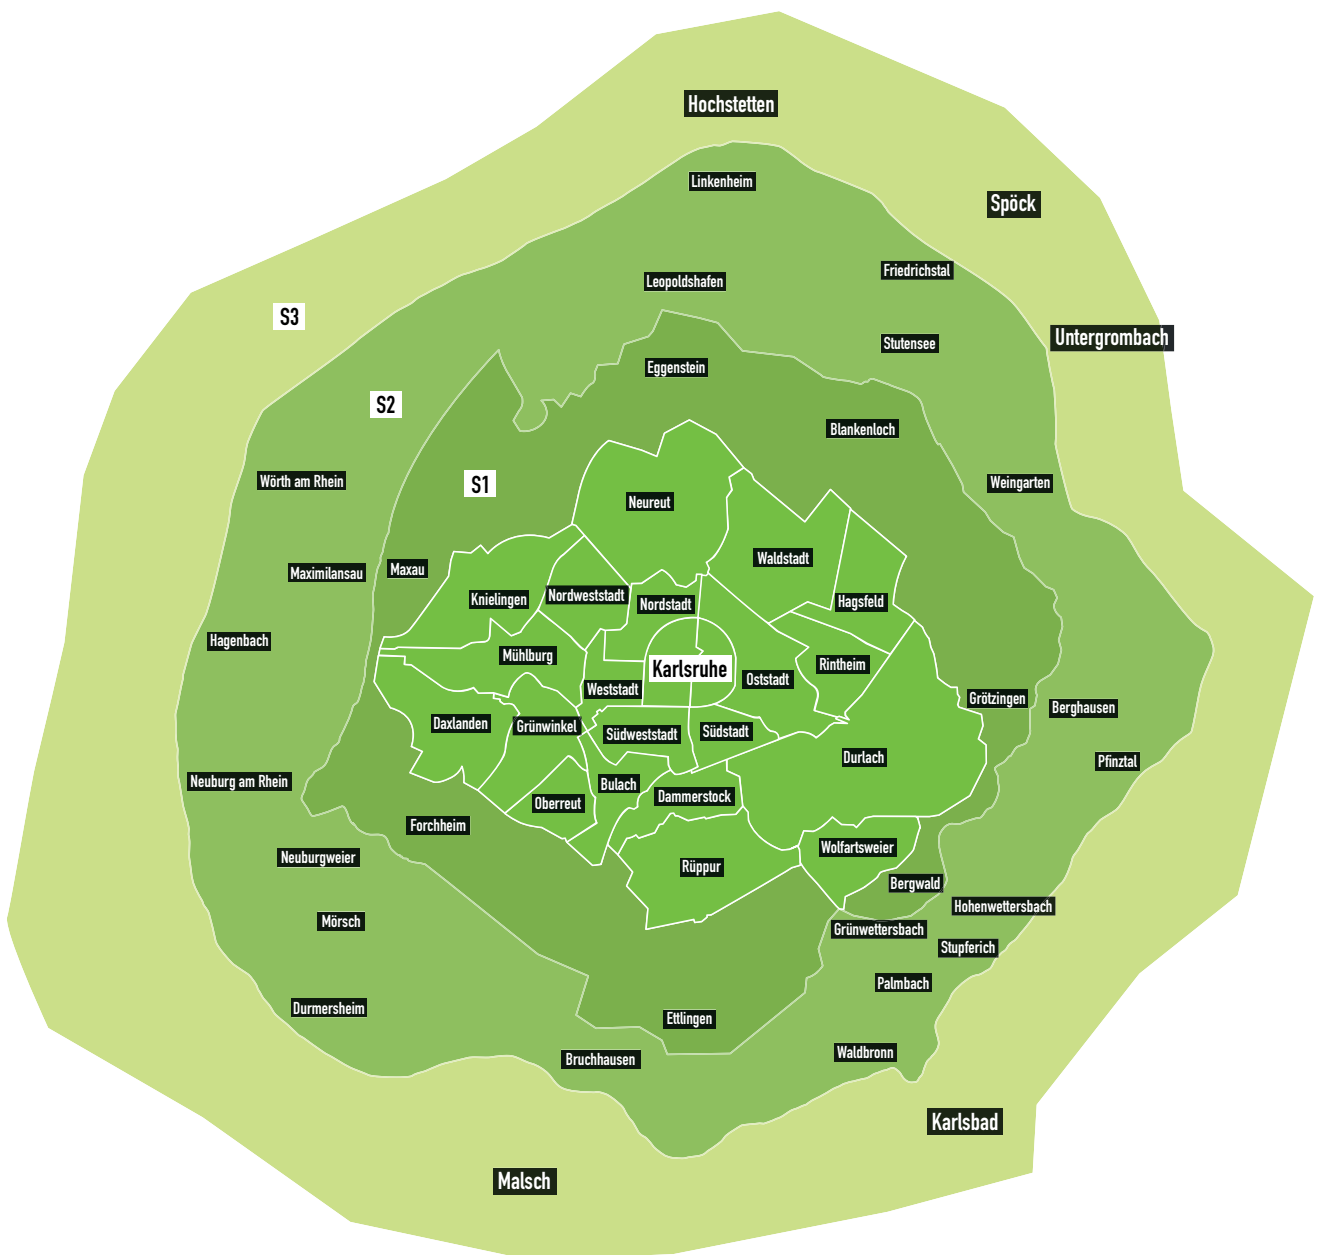 Hochstetten
Linkenheim
Spöck
Friedrichstal
Leopoldshafen
S3
Untergrombach
Stutensee
Eggenstein
S2
Blankenloch
Wörth am Rhein
S1
Weingarten
Neureut
Waldstadt
Maxau
Maximilansau
Nordweststadt
Knielingen
Nordstadt
Hagsfeld
Hagenbach
Mühlburg
Karlsruhe
Rintheim
Oststadt
Weststadt
Grötzingen
Berghausen
Daxlanden
Grünwinkel
Südweststadt
Südstadt
Durlach
Pfinztal
Neuburg am Rhein
Bulach
Dammerstock
Oberreut
Forchheim
Wolfartsweier
Neuburgweier
Rüppur
Bergwald
Hohenwettersbach
Mörsch
Grünwettersbach
Stupferich
Palmbach
Durmersheim
Ettlingen
Waldbronn
Bruchhausen
Karlsbad
Malsch